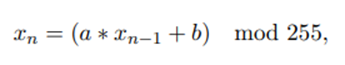 xₙ = (a ∗ xₙ₋₁ + b) mod 255,